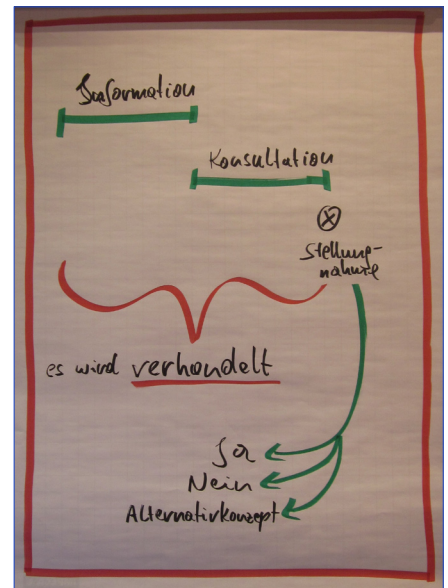 Information
Konsultation
Stellung-
nahme
es wird verhandelt
Ja
Nein
Alternativkonzept